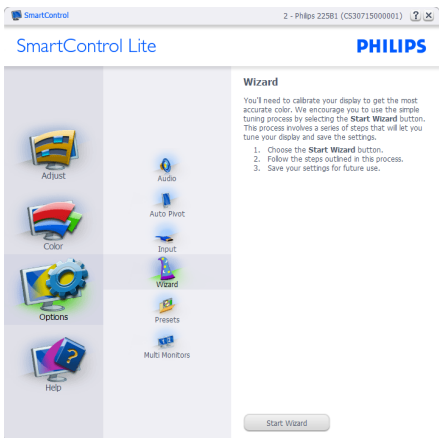 SmartControl
2 - Philips 225B1 (CS30715000001)
? X
SmartControl Lite
PHILIPS
Adjust
Color
Options
Help
Audio
Auto Pivot
Input
Wizard
Presets
Multi Monitors
Wizard
You'll need to calibrate your display to get the most
accurate color. We encourage you to use the simple
tuning process by selecting the Start Wizard button.
This process involves a series of steps that will let you
tune your display and save the settings.
1. Choose the Start Wizard button.
2. Follow the steps outlined in this process.
3. Save your settings for future use.
Start Wizard